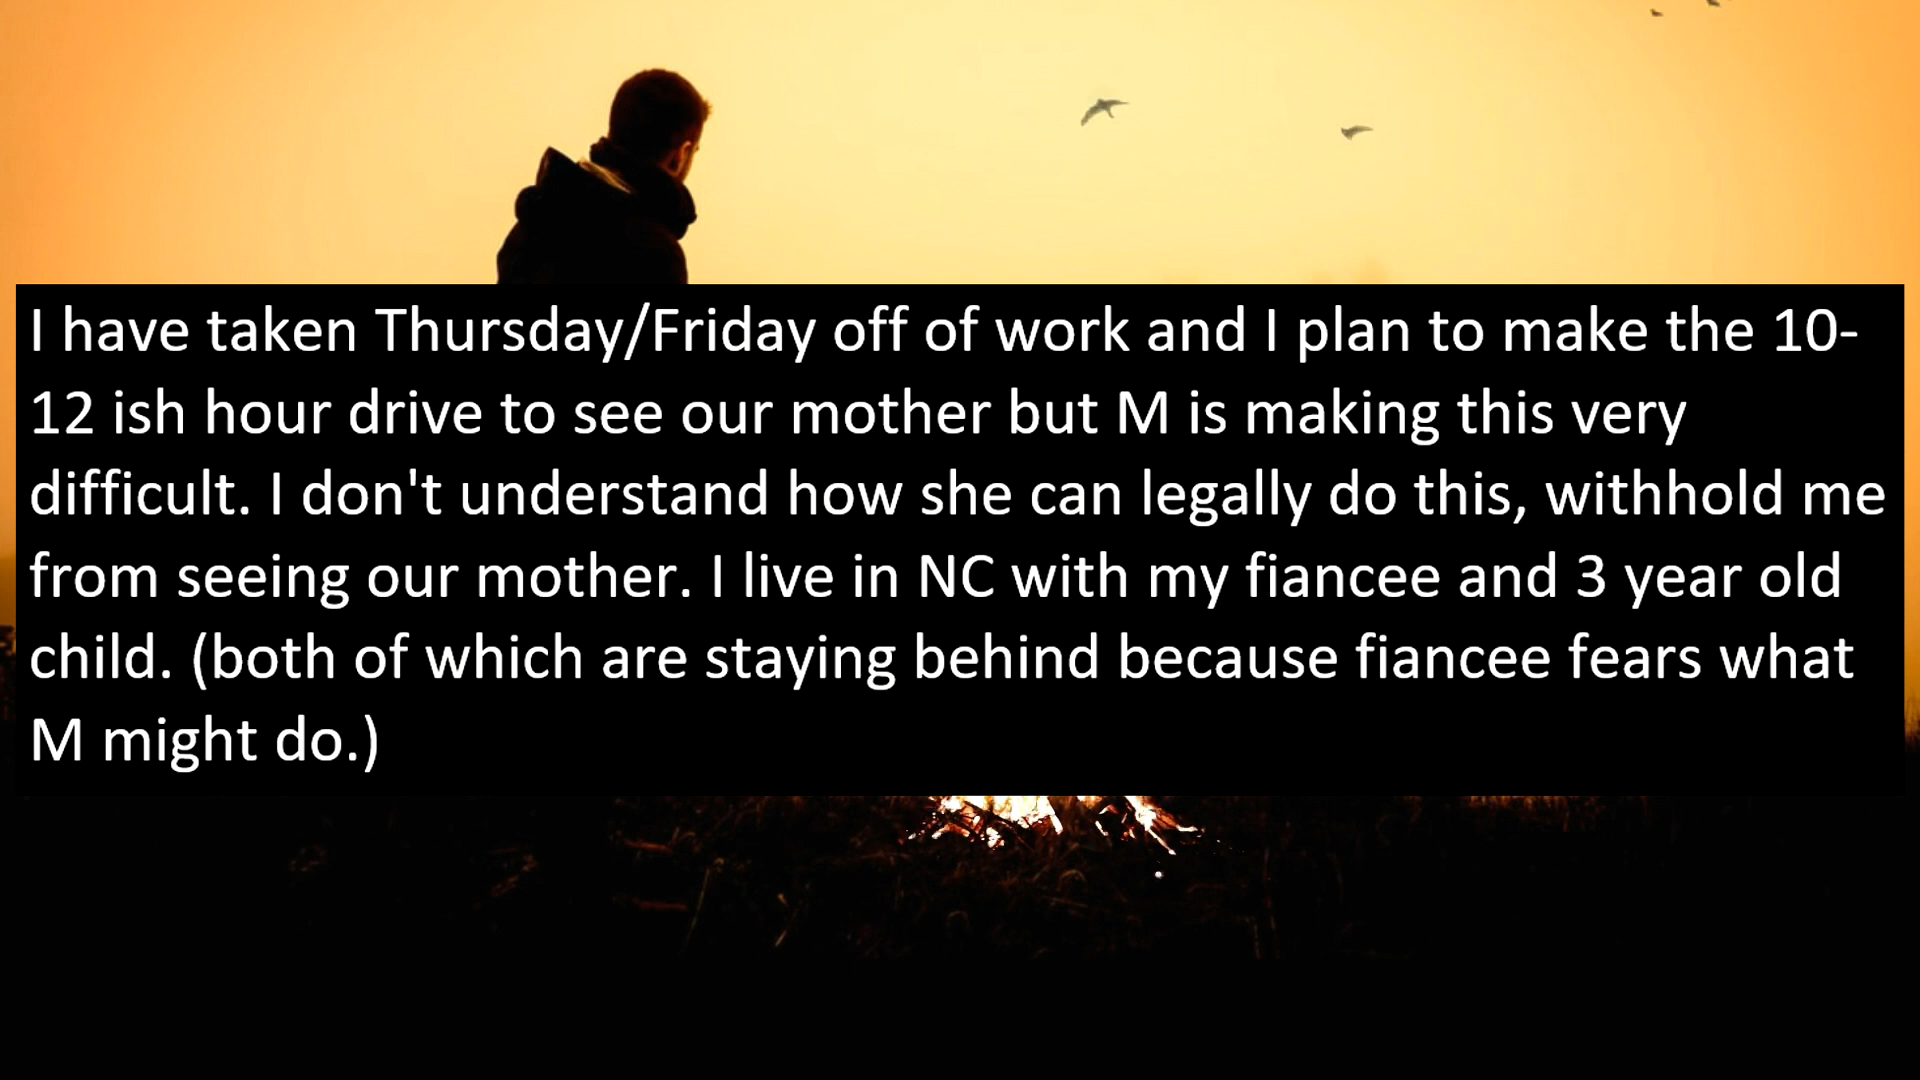 I have taken Thursday/Friday off of work and I plan to make the 10-
12 ish hour drive to see our mother but M is making this very
difficult. I don't understand how she can legally do this, withhold me
from seeing our mother. I live in NC with my fiancee and 3 year old
child. (both of which are staying behind because fiancee fears what
M might do.)